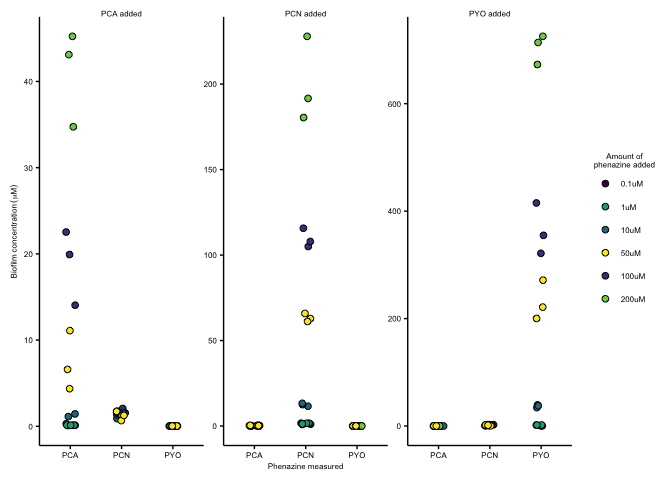 PCA added
PCN added
PYO added
40
30
20
10
0
200
150
100
50
0
600
400
200
0
Biofilm concentration (μM)
PCA
PCN
PYO
PCA
PCN
PYO
PCA
PCN
PYO
Phenazine measured
Amount of
phenazine added
0.1uM
1uM
10uM
50uM
100uM
200uM